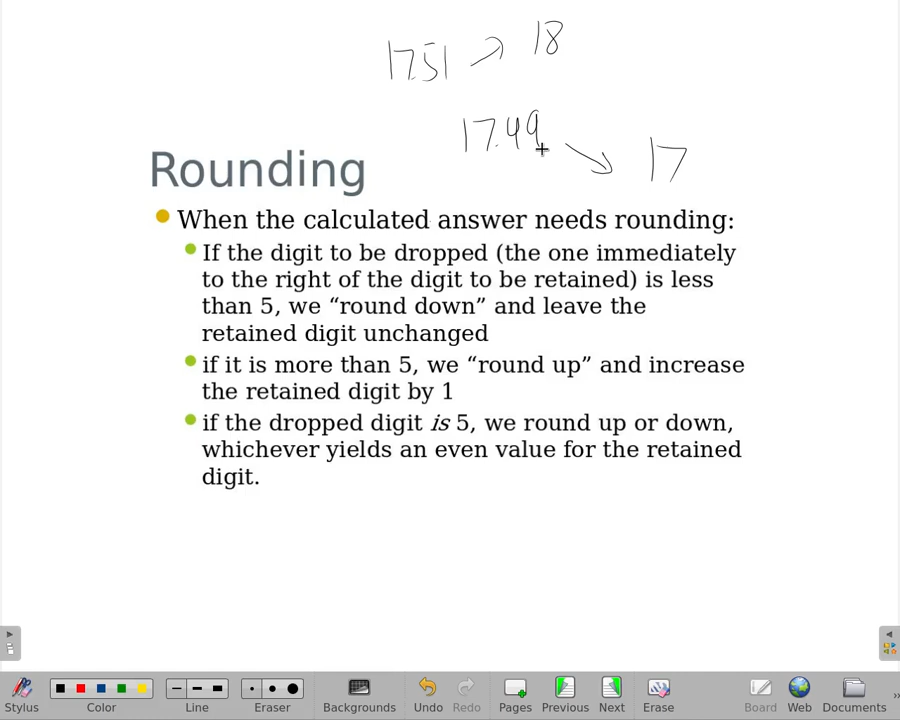 17.51 → 18
17.49 → 17
Rounding
When the calculated answer needs rounding:
If the digit to be dropped (the one immediately
to the right of the digit to be retained) is less
than 5, we “round down” and leave the
retained digit unchanged
if it is more than 5, we “round up” and increase
the retained digit by 1
if the dropped digit is 5, we round up or down,
whichever yields an even value for the retained
digit.
Stylus Color Line Eraser Backgrounds Undo Redo Pages Previous Next Erase Board Web Documents »